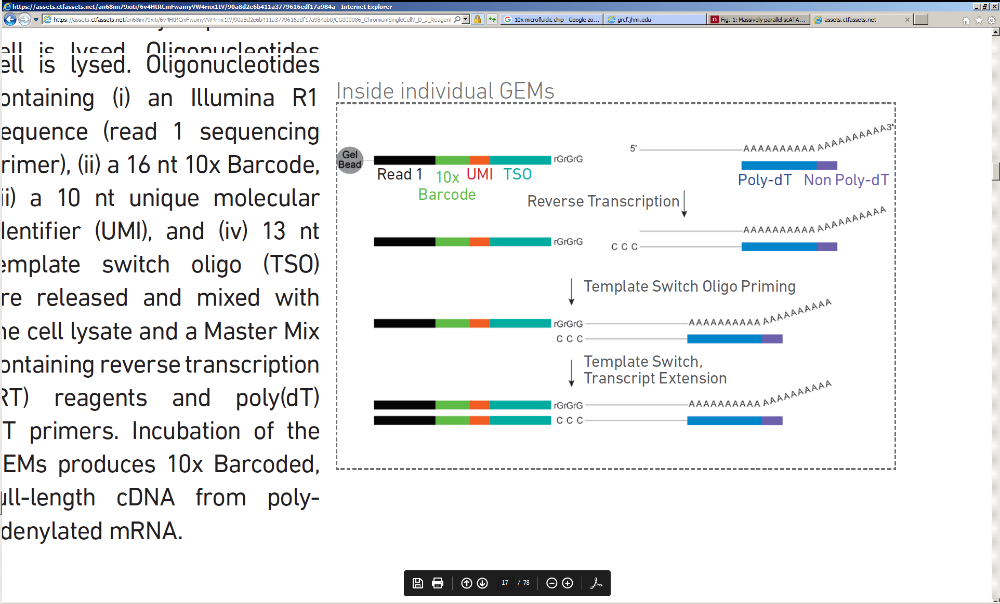 https://assets.ctfassets.net/an68im79xiti/6v4HtRCmFwamyVW4rnx1tV/90a8d2e6b411a3779616edf17a984a - Internet Explorer
https://assets.ctfassets.net/an68im79xiti/6v4HtRCmFwamyVW4rnx1tV/90a8d2e6b411a3779616edf17a984ab0/CG000086_ChromiumSingleCellV_D_J_Reagent
10x microfluidic chip - Google zo...
grcf.jhmi.edu
Fig. 1: Massively parallel scATA...
assets.ctfassets.net
ell is lysed. Oligonucleotides
ell is lysed. Oligonucleotides
ontaining (i) an Illumina R1
equence (read 1 sequencing
rimer), (ii) a 16 nt 10x Barcode,
ii) a 10 nt unique molecular
dentifier (UMI), and (iv) 13 nt
emplate switch oligo (TSO)
re released and mixed with
he cell lysate and a Master Mix
ontaining reverse transcription
RT) reagents and poly(dT)
T primers. Incubation of the
EMs produces 10x Barcoded,
ull-length cDNA from poly-
denylated mRNA.
Inside individual GEMs
Gel
Bead
rGrGrG
Read 1
10x
Barcode
UMI
TSO
5'
AAAAAAAAAA AAAAAAAAAAA3'
Poly-dT
Non Poly-dT
Reverse Transcription
rGrGrG
AAAAAAAAAA AAAAAAAAAAA
C C C
Template Switch Oligo Priming
rGrGrG
AAAAAAAAAA AAAAAAAAAAA
C C C
Template Switch,
Transcript Extension
rGrGrG
AAAAAAAAAA AAAAAAAAAAA
C C C
17 / 78